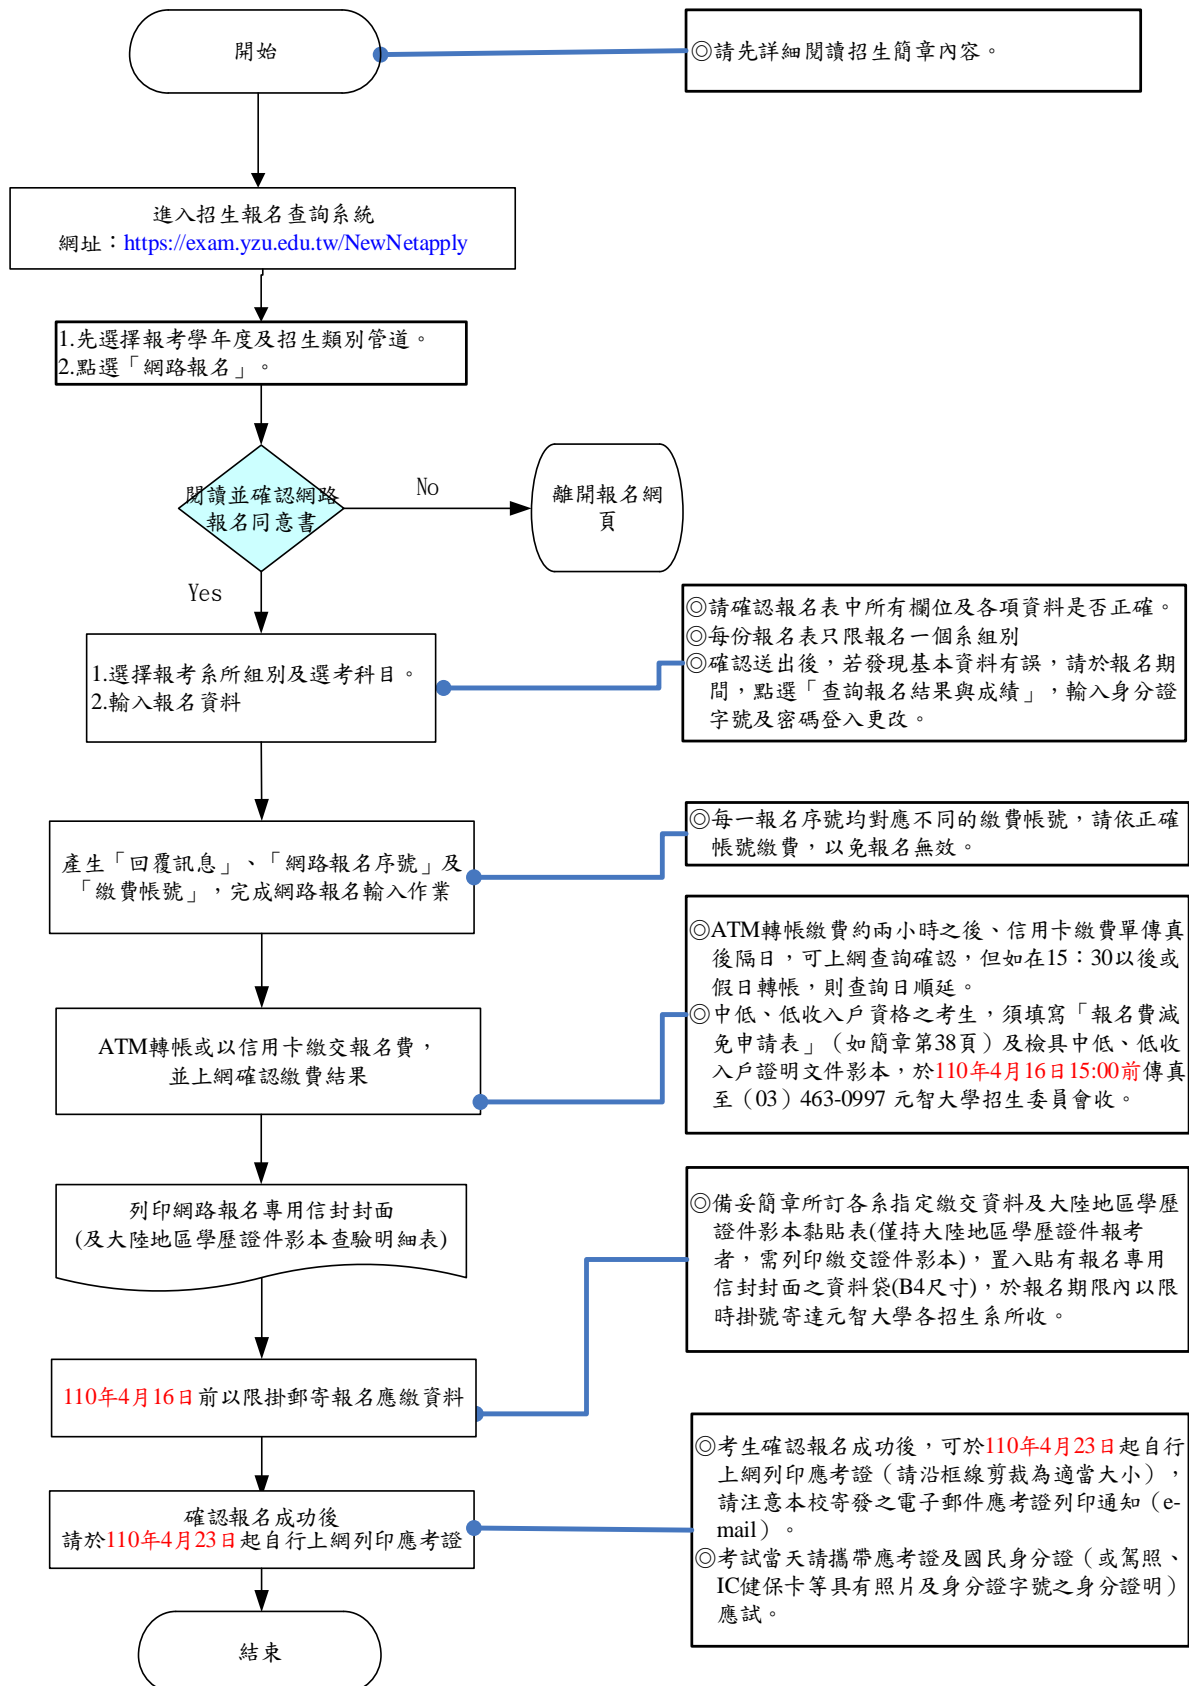 開始
◎請先詳細閱讀招生簡章內容。
進入招生報名查詢系統
網址：https://exam.yzu.edu.tw/NewNetapply
1.先選擇報考學年度及招生類別管道。
2.點選「網路報名」。
閱讀並確認網路
報名同意書
No
離開報名網
頁
Yes
1.選擇報考系所組別及選考科目。
2.輸入報名資料
◎請確認報名表中所有欄位及各項資料是否正確。
◎每份報名表只限報名一個系組別
◎確認送出後，若發現基本資料有誤，請於報名期
間，點選「查詢報名結果與成績」，輸入身分證
字號及密碼登入更改。
產生「回覆訊息」、「網路報名序號」及
「繳費帳號」，完成網路報名輸入作業
◎每一報名序號均對應不同的繳費帳號，請依正確
帳號繳費，以免報名無效。
ATM轉帳或以信用卡繳交報名費，
並上網確認繳費結果
◎ATM轉帳繳費約兩小時之後、信用卡繳費單傳真
後隔日，可上網查詢確認，但如在15：30以後或
假日轉帳，則查詢日順延。
◎中低、低收入戶資格之考生，須填寫「報名費減
免申請表」（如簡章第38頁）及檢具中低、低收
入戶證明文件影本，於110年4月16日15:00前傳真
至（03）463-0997 元智大學招生委員會收。
列印網路報名專用信封封面
(及大陸地區學歷證件影本查驗明細表)
◎備妥簡章所訂各系指定繳交資料及大陸地區學歷
證件影本黏貼表(僅持大陸地區學歷證件報考
者，需列印繳交證件影本)，置入貼有報名專用
信封封面之資料袋(B4尺寸)，於報名期限內以限
時掛號寄達元智大學各招生系所收。
110年4月16日前以限掛郵寄報名應繳資料
確認報名成功後
請於110年4月23日起自行上網列印應考證
◎考生確認報名成功後，可於110年4月23日起自行
上網列印應考證（請沿框線剪裁為適當大小），
請注意本校寄發之電子郵件應考證列印通知（e-
mail）。
◎考試當天請攜帶應考證及國民身分證（或駕照、
IC健保卡等具有照片及身分證字號之身分證明）
應試。
結束